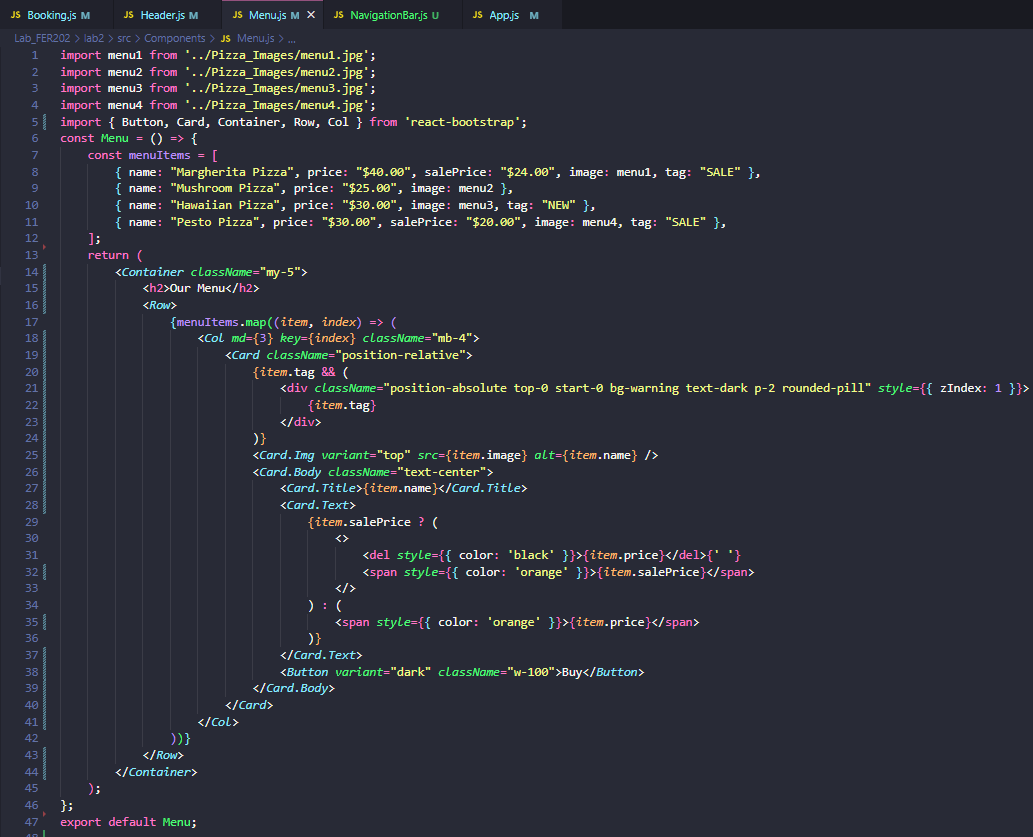 JS Booking.js M JS Header.js M JS Menu.js M × JS NavigationBar.js U JS App.js M
Lab_FER202 > lab2 > src > Components > JS Menu.js > ...
1 import menu1 from '../Pizza_Images/menu1.jpg';
2 import menu2 from '../Pizza_Images/menu2.jpg';
3 import menu3 from '../Pizza_Images/menu3.jpg';
4 import menu4 from '../Pizza_Images/menu4.jpg';
5 import { Button, Card, Container, Row, Col } from 'react-bootstrap';
6 const Menu = () => {
7     const menuItems = [
8         { name: "Margherita Pizza", price: "$40.00", salePrice: "$24.00", image: menu1, tag: "SALE" },
9         { name: "Mushroom Pizza", price: "$25.00", image: menu2 },
10         { name: "Hawaiian Pizza", price: "$30.00", image: menu3, tag: "NEW" },
11         { name: "Pesto Pizza", price: "$30.00", salePrice: "$20.00", image: menu4, tag: "SALE" },
12     ];
13     return (
14         <Container className="my-5">
15             <h2>Our Menu</h2>
16             <Row>
17                 {menuItems.map((item, index) => (
18                     <Col md={3} key={index} className="mb-4">
19                         <Card className="position-relative">
20                             {item.tag && (
21                                 <div className="position-absolute top-0 start-0 bg-warning text-dark p-2 rounded-pill" style={{ zIndex: 1 }}>
22                                     {item.tag}
23                                 </div>
24                             )}
25                             <Card.Img variant="top" src={item.image} alt={item.name} />
26                             <Card.Body className="text-center">
27                                 <Card.Title>{item.name}</Card.Title>
28                                 <Card.Text>
29                                     {item.salePrice ? (
30                                         <>
31                                             <del style={{ color: 'black' }}>{item.price}</del>{' '}
32                                             <span style={{ color: 'orange' }}>{item.salePrice}</span>
33                                         </>
34                                     ) : (
35                                         <span style={{ color: 'orange' }}>{item.price}</span>
36                                     )}
37                                 </Card.Text>
38                                 <Button variant="dark" className="w-100">Buy</Button>
39                             </Card.Body>
40                         </Card>
41                     </Col>
42                 ))}
43             </Row>
44         </Container>
45     );
46 };
47 export default Menu;